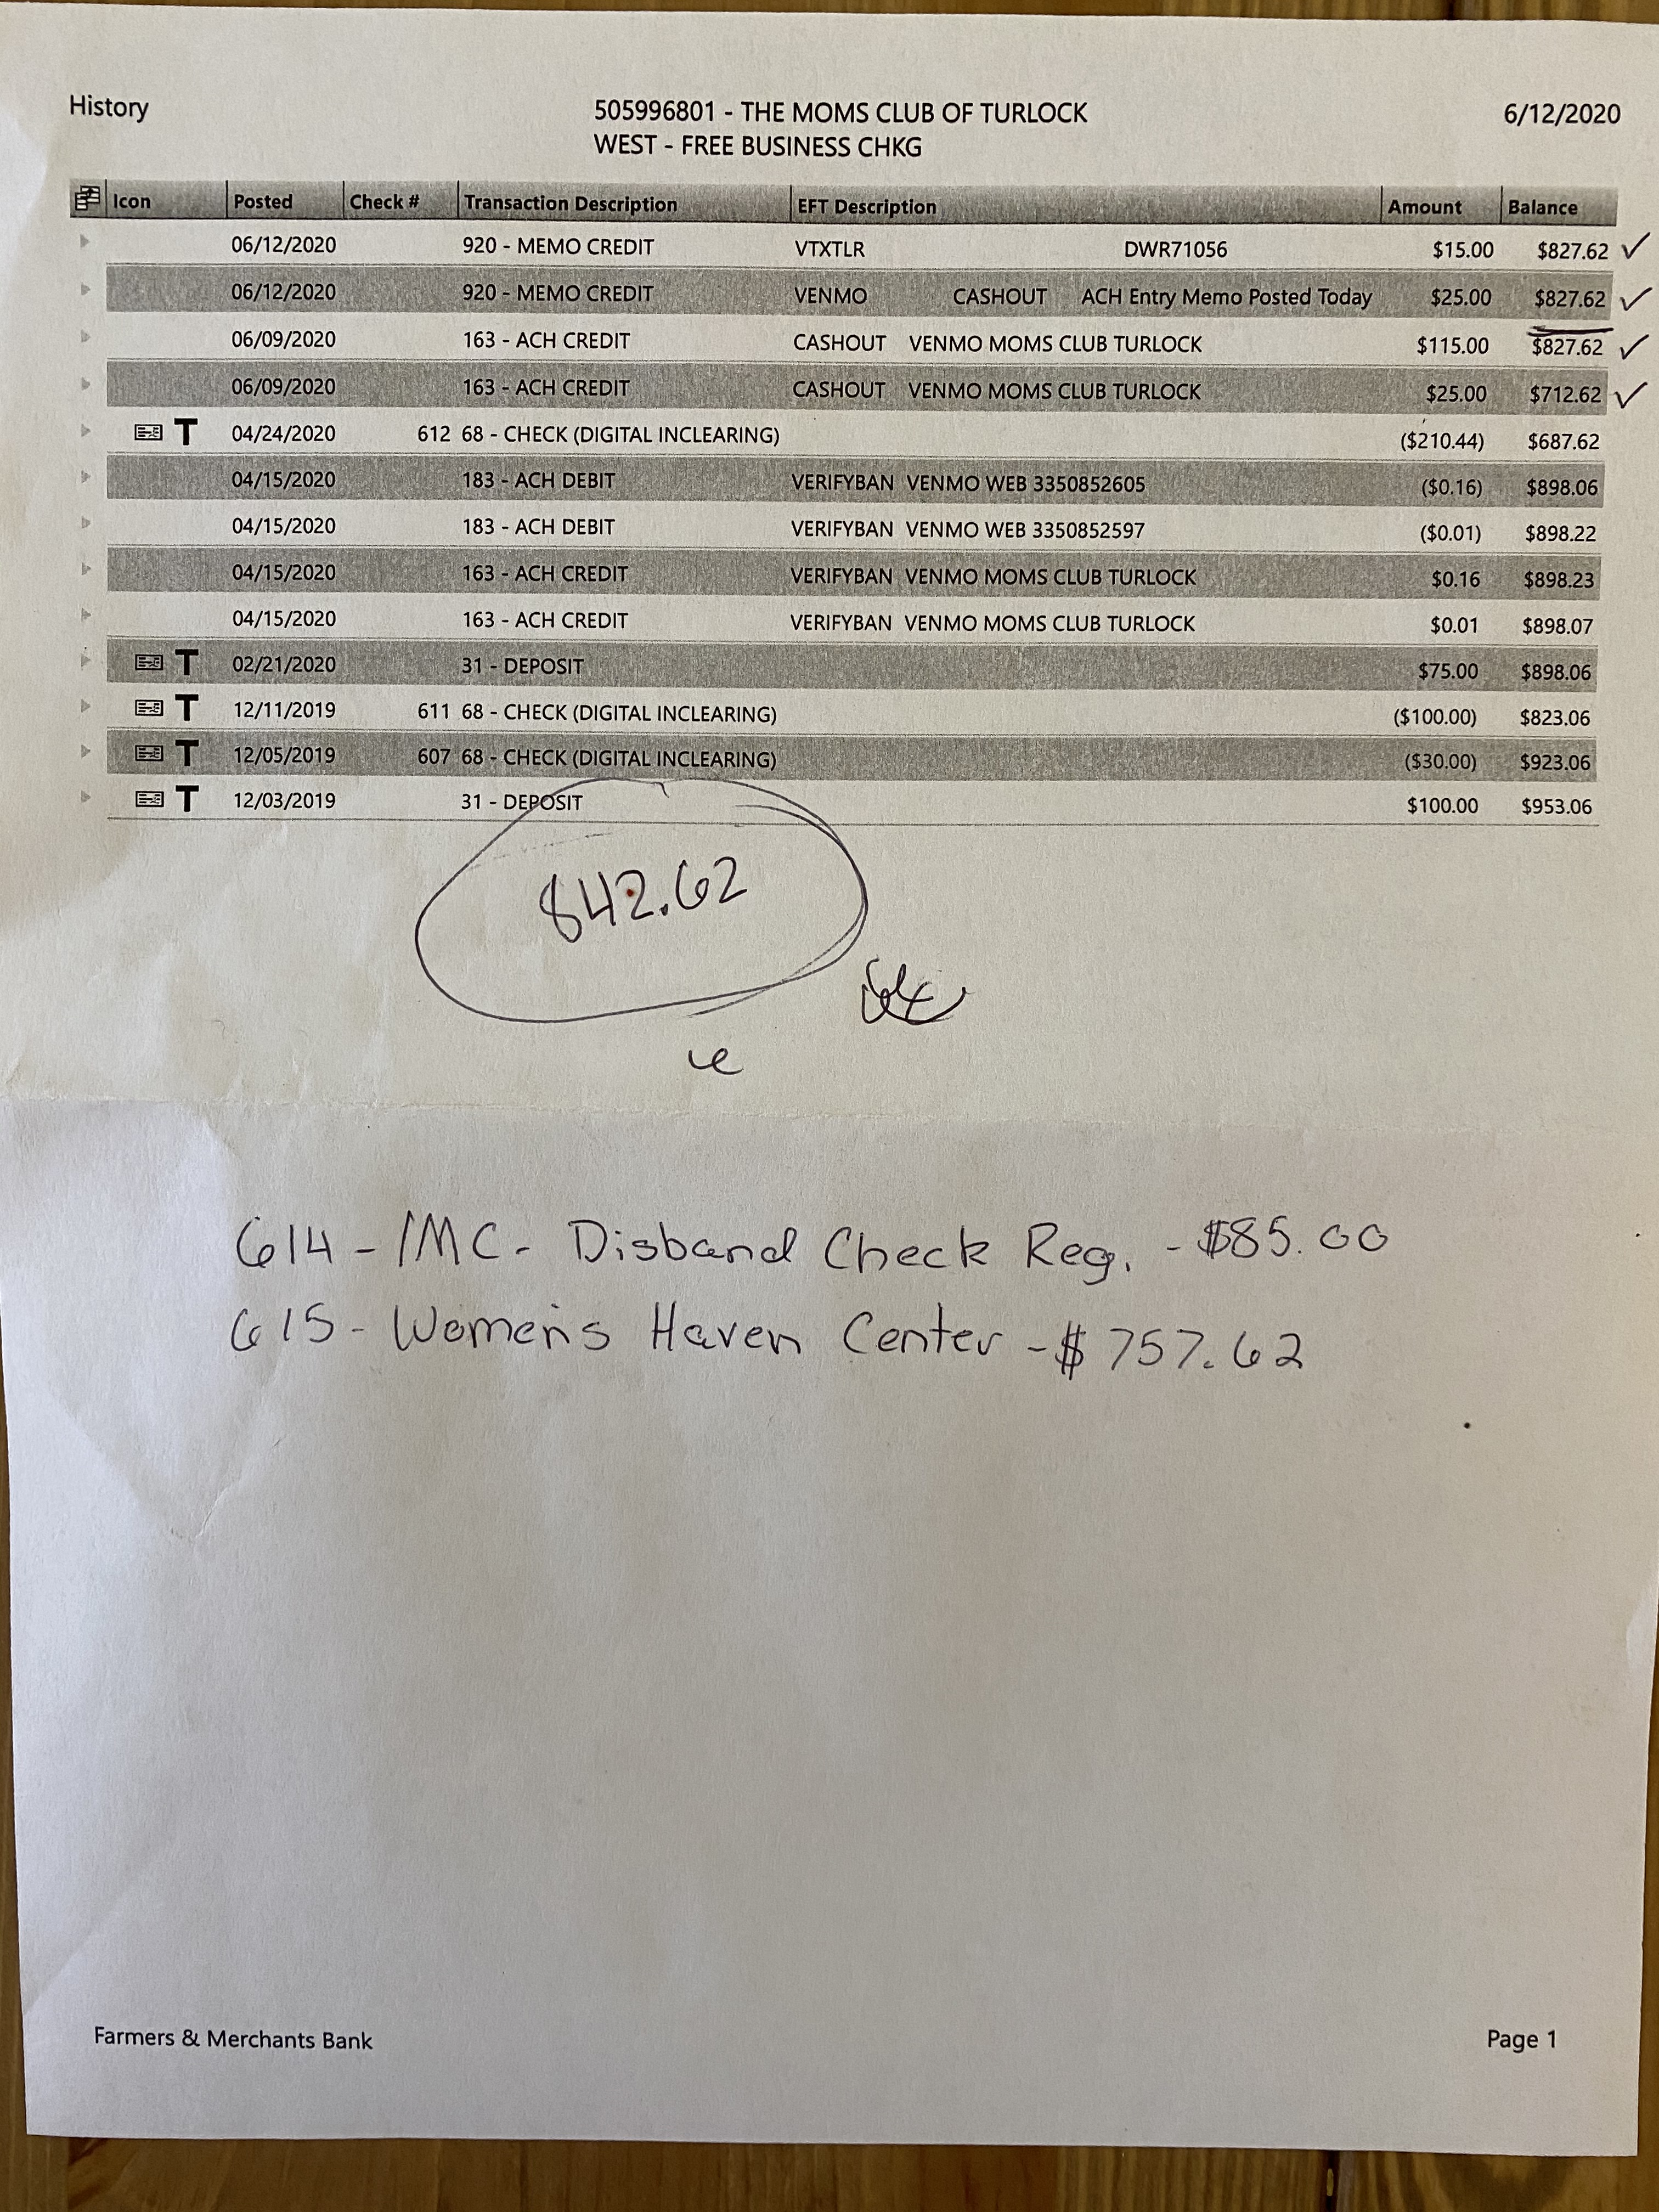 History 505996801 - THE MOMS CLUB OF TURLOCK 6/12/2020
WEST - FREE BUSINESS CHKG
Icon Posted Check # Transaction Description EFT Description Amount Balance
06/12/2020 920 - MEMO CREDIT VTXTLR DWR71056 $15.00 $827.62
06/12/2020 920 - MEMO CREDIT VENMO CASHOUT ACH Entry Memo Posted Today $25.00 $827.62
06/09/2020 163 - ACH CREDIT CASHOUT VENMO MOMS CLUB TURLOCK $115.00 $827.62
06/09/2020 163 - ACH CREDIT CASHOUT VENMO MOMS CLUB TURLOCK $25.00 $712.62
T 04/24/2020 612 68 - CHECK (DIGITAL INCLEARING) ($210.44) $687.62
04/15/2020 183 - ACH DEBIT VERIFYBAN VENMO WEB 3350852605 ($0.16) $898.06
04/15/2020 183 - ACH DEBIT VERIFYBAN VENMO WEB 3350852597 ($0.01) $898.22
04/15/2020 163 - ACH CREDIT VERIFYBAN VENMO MOMS CLUB TURLOCK $0.16 $898.23
04/15/2020 163 - ACH CREDIT VERIFYBAN VENMO MOMS CLUB TURLOCK $0.01 $898.07
T 02/21/2020 31 - DEPOSIT $75.00 $898.06
T 12/11/2019 611 68 - CHECK (DIGITAL INCLEARING) ($100.00) $823.06
T 12/05/2019 607 68 - CHECK (DIGITAL INCLEARING) ($30.00) $923.06
T 12/03/2019 31 - DEPOSIT $100.00 $953.06
842.62
614 - IMC - Disband Check Reg. - $85.00
615 - Women's Haven Center - $757.62
Farmers & Merchants Bank Page 1